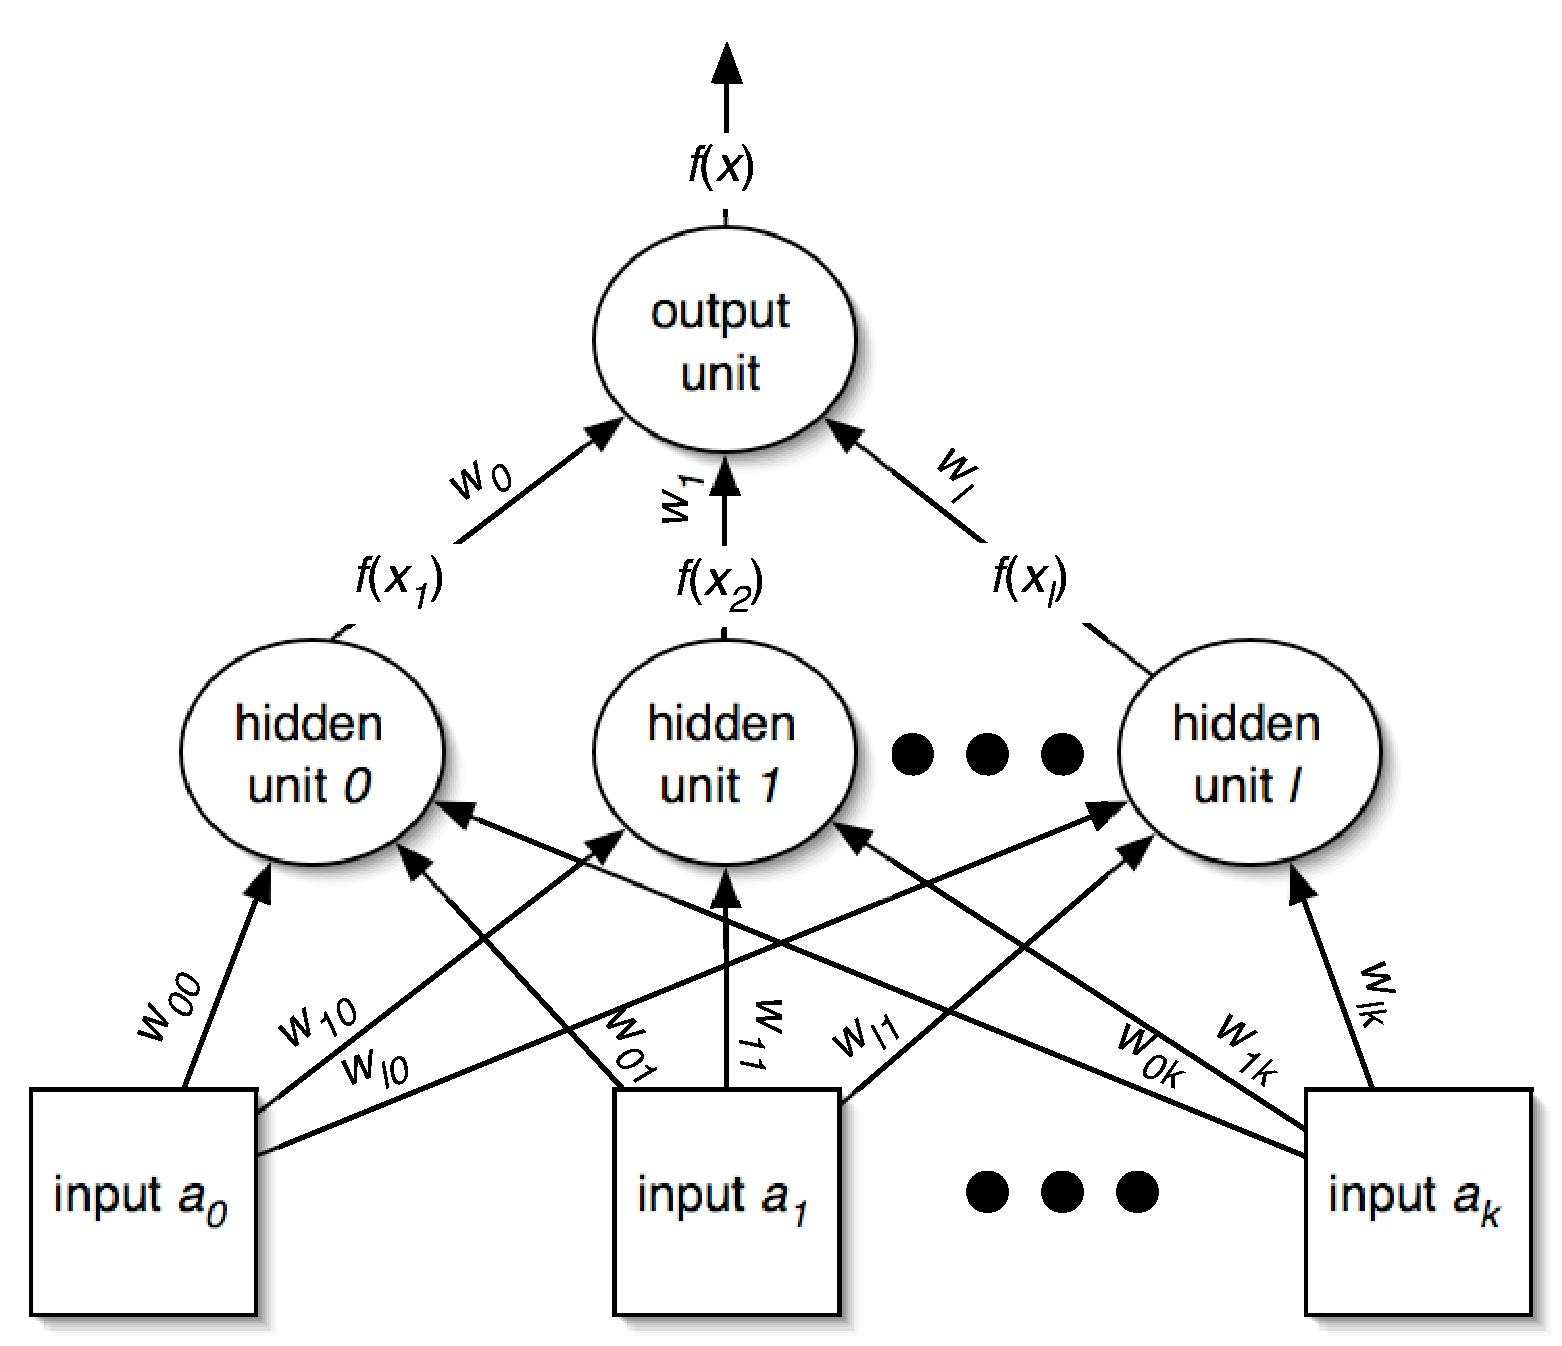 f(x)
output
unit
w0
w1
wl
f(x1)
f(x2)
f(xl)
hidden
unit 0
hidden
unit 1
hidden
unit l
w00
w10
wl0
w01
w11
wl1
w0k
w1k
wlk
input a0
input a1
input ak